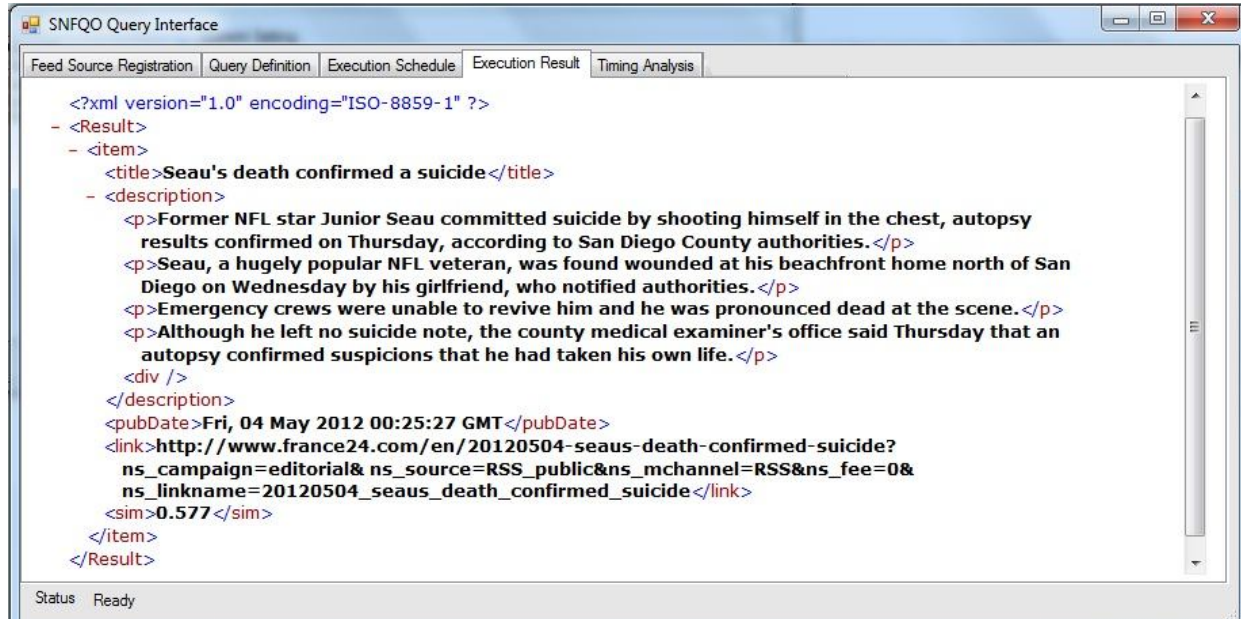 SNFQO Query Interface
Feed Source Registration Query Definition Execution Schedule Execution Result Timing Analysis
<?xml version="1.0" encoding="ISO-8859-1" ?>
- <Result>
- <item>
<title>Seau's death confirmed a suicide</title>
- <description>
<p>Former NFL star Junior Seau committed suicide by shooting himself in the chest, autopsy
results confirmed on Thursday, according to San Diego County authorities.</p>
<p>Seau, a hugely popular NFL veteran, was found wounded at his beachfront home north of San
Diego on Wednesday by his girlfriend, who notified authorities.</p>
<p>Emergency crews were unable to revive him and he was pronounced dead at the scene.</p>
<p>Although he left no suicide note, the county medical examiner's office said Thursday that an
autopsy confirmed suspicions that he had taken his own life.</p>
<div />
</description>
<pubDate>Fri, 04 May 2012 00:25:27 GMT</pubDate>
<link>http://www.france24.com/en/20120504-seaus-death-confirmed-suicide?
ns_campaign=editorial& ns_source=RSS_public&ns_mchannel=RSS&ns_fee=0&
ns_linkname=20120504_seaus_death_confirmed_suicide</link>
<sim>0.577</sim>
</item>
</Result>
Status Ready